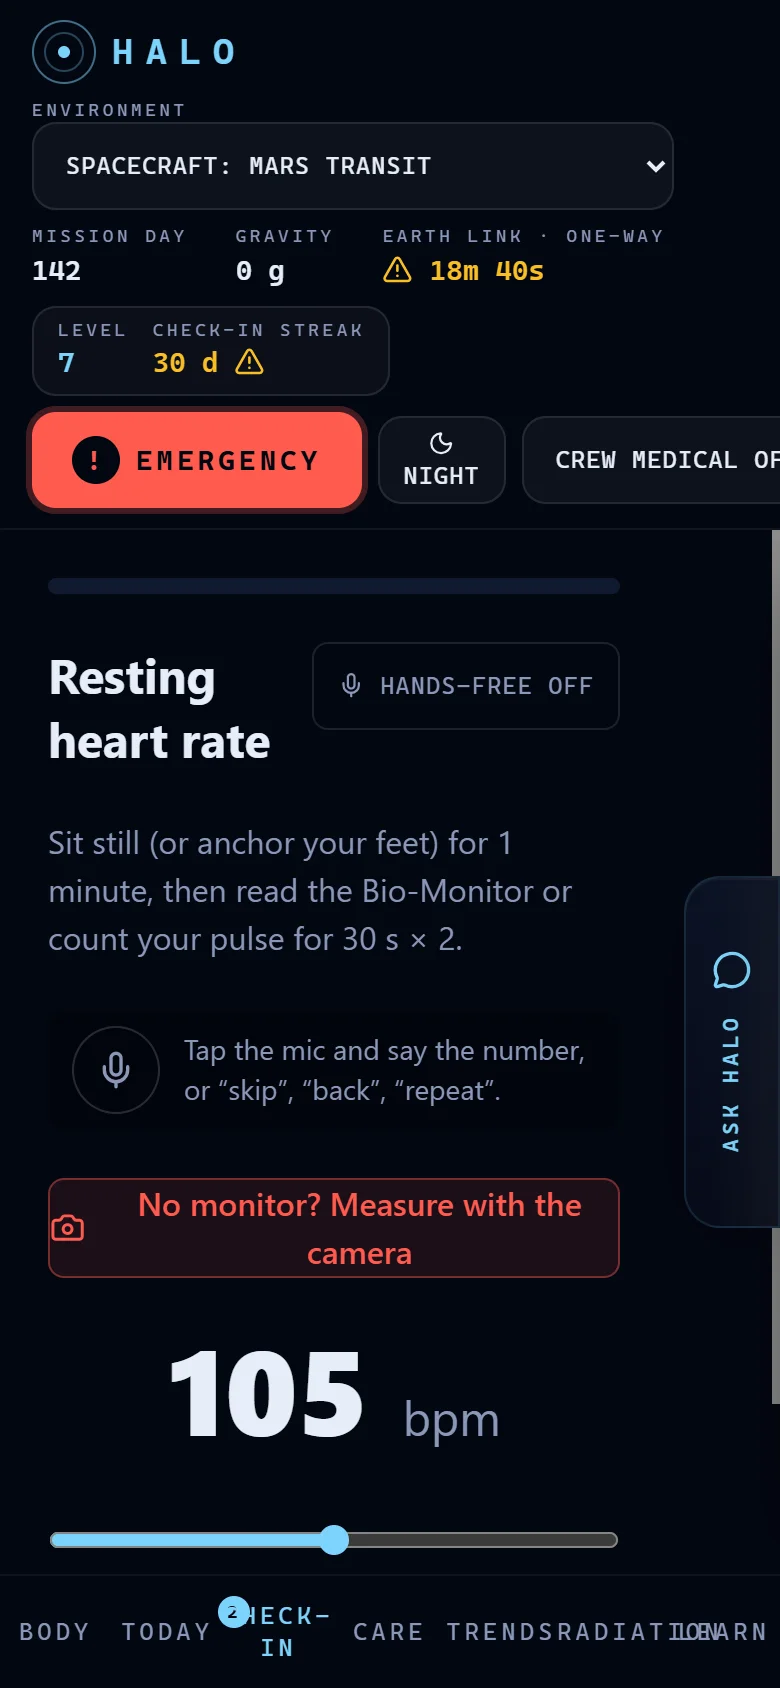 HALO
ENVIRONMENT
SPACECRAFT: MARS TRANSIT
MISSION DAY GRAVITY EARTH LINK · ONE-WAY
142 0 g 18m 40s
LEVEL CHECK-IN STREAK
7 30 d
! EMERGENCY
NIGHT
CREW MEDICAL OF
Resting
heart rate
HANDS-FREE OFF
Sit still (or anchor your feet) for 1
minute, then read the Bio-Monitor or
count your pulse for 30 s × 2.
Tap the mic and say the number,
or “skip”, “back”, “repeat”.
ASK HALO
No monitor? Measure with the
camera
105 bpm
BODY TODAY 2 HECK-
IN CARE TRENDS RADIATION LEARN